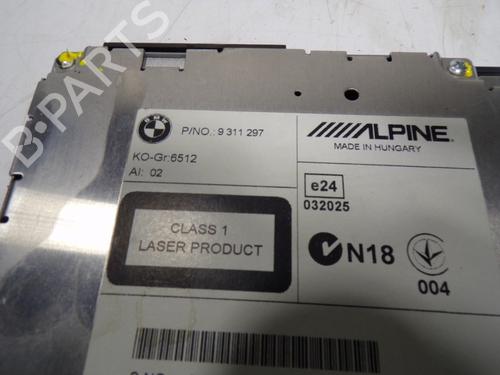 B-PARTS
BMW
P/NO.: 9 311 297
KO-Gr:6512
AI: 02
ALPINE
MADE IN HUNGARY
e24
032025
CLASS 1
LASER PRODUCT
N18
004